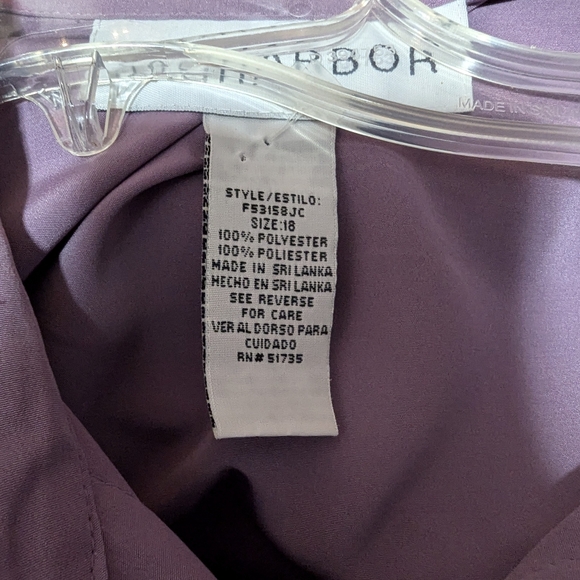 ARBOR
MADE IN
STYLE/ESTILO:
F53158JC
SIZE:18
100% POLYESTER
100% POLIESTER
MADE IN SRI LANKA
HECHO EN SRI LANKA
SEE REVERSE
FOR CARE
VER AL DORSO PARA
CUIDADO
RN# 51735